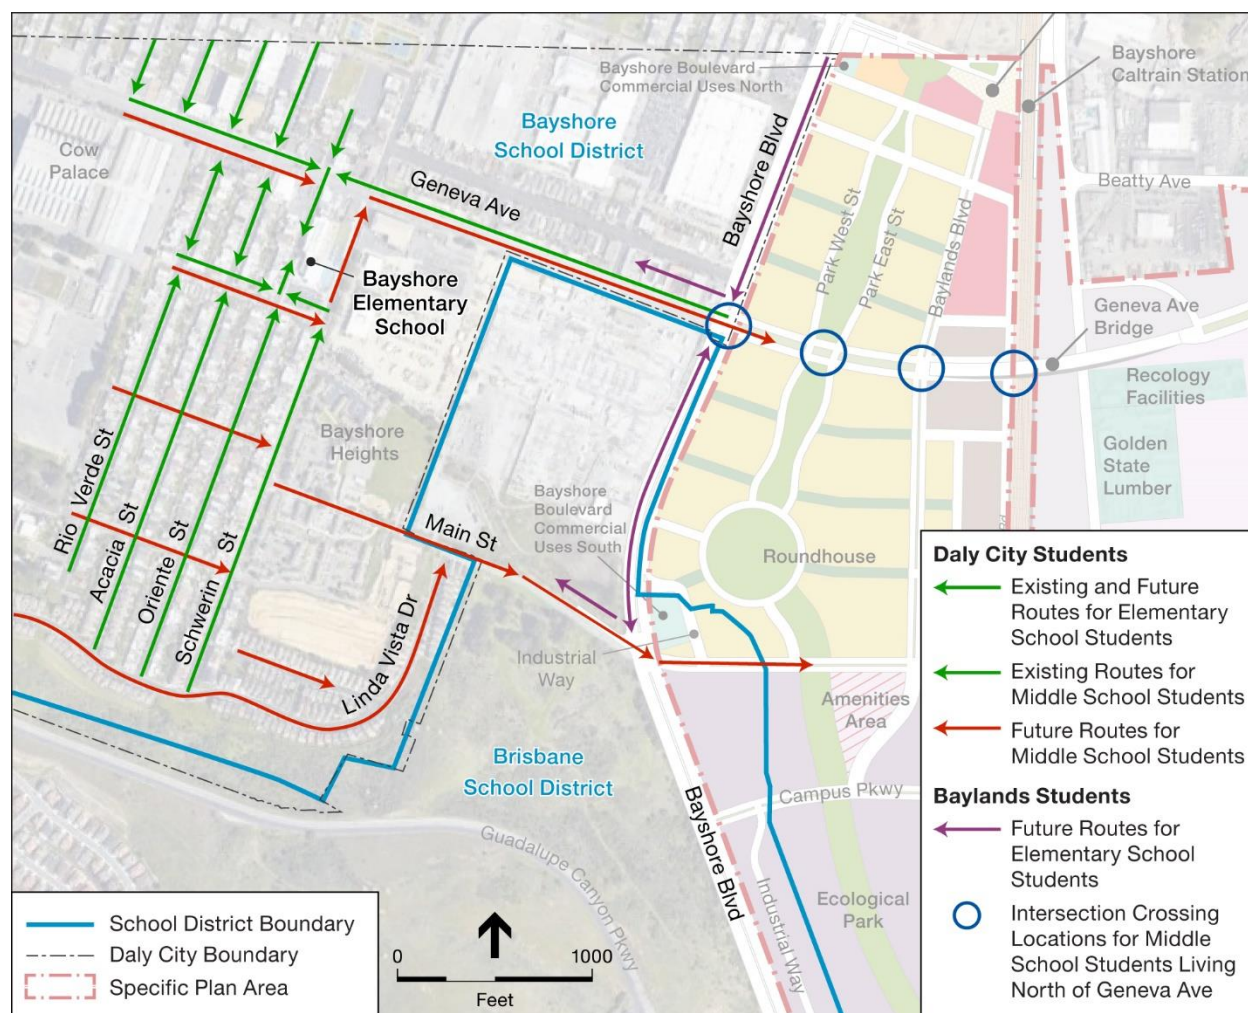 Bayshore Boulevard
Commercial Uses North
Bayshore
Caltrain Station
Bayshore
School District
Cow
Palace
Bayshore Blvd
Geneva Ave
Park West St
Park East St
Baylands Blvd
Beatty Ave
Bayshore
Elementary
School
Geneva Ave
Bridge
Recology
Facilities
Golden
State
Lumber
Bayshore
Heights
Bayshore
Boulevard
Commercial
Uses South
Main St
Roundhouse
Rio Verde St
Acacia St
Oriente St
Schwerin St
Linda Vista Dr
Industrial
Way
Amenities
Area
Brisbane
School District
Campus Pkwy
Guadalupe Canyon Pkwy
Bayshore Blvd
Industrial Way
Ecological
Park
Daly City Students
Existing and Future
Routes for Elementary
School Students
Existing Routes for
Middle School Students
Future Routes for
Middle School Students
Baylands Students
Future Routes for
Elementary School
Students
Intersection Crossing
Locations for Middle
School Students Living
North of Geneva Ave
School District Boundary
Daly City Boundary
Specific Plan Area
0 1000
Feet